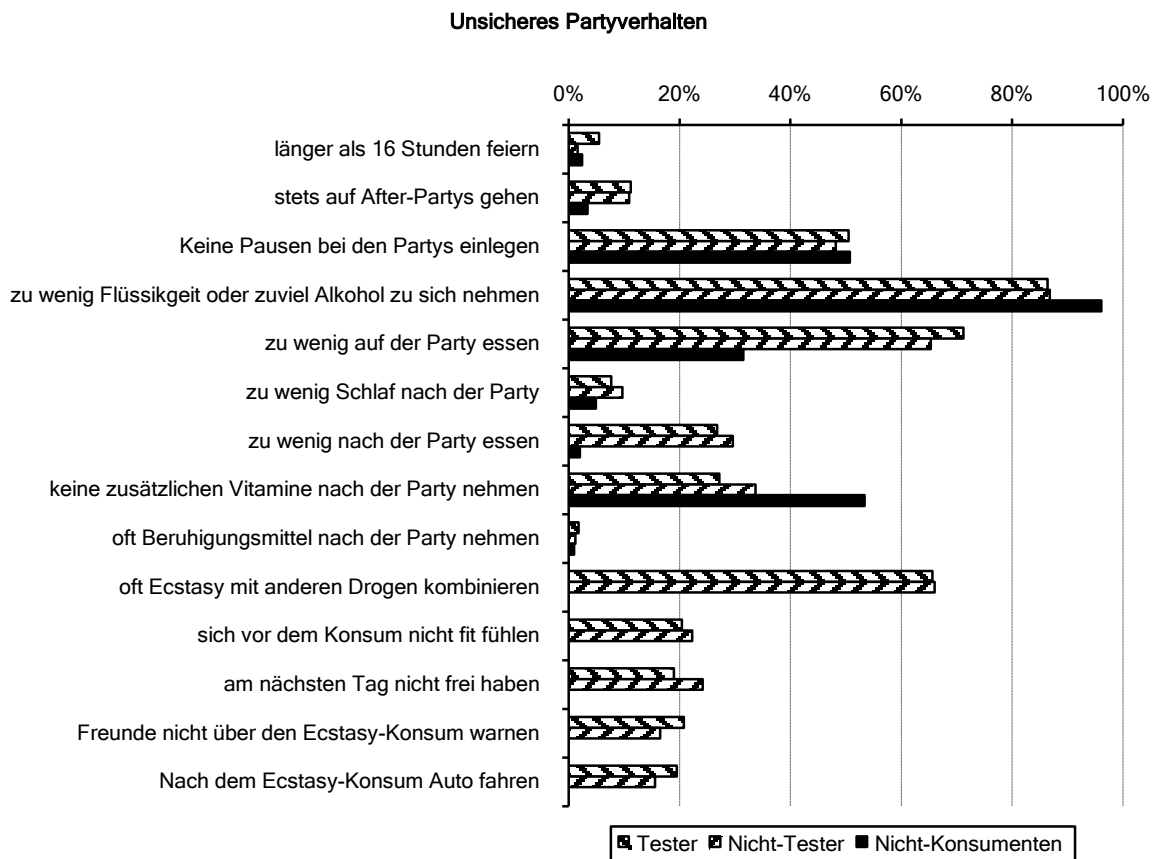 Unsicheres Partyverhalten
0% 20% 40% 60% 80% 100%
länger als 16 Stunden feiern
stets auf After-Partys gehen
Keine Pausen bei den Partys einlegen
zu wenig Flüssikgeit oder zuviel Alkohol zu sich nehmen
zu wenig auf der Party essen
zu wenig Schlaf nach der Party
zu wenig nach der Party essen
keine zusätzlichen Vitamine nach der Party nehmen
oft Beruhigungsmittel nach der Party nehmen
oft Ecstasy mit anderen Drogen kombinieren
sich vor dem Konsum nicht fit fühlen
am nächsten Tag nicht frei haben
Freunde nicht über den Ecstasy-Konsum warnen
Nach dem Ecstasy-Konsum Auto fahren
Tester Nicht-Tester Nicht-Konsumenten